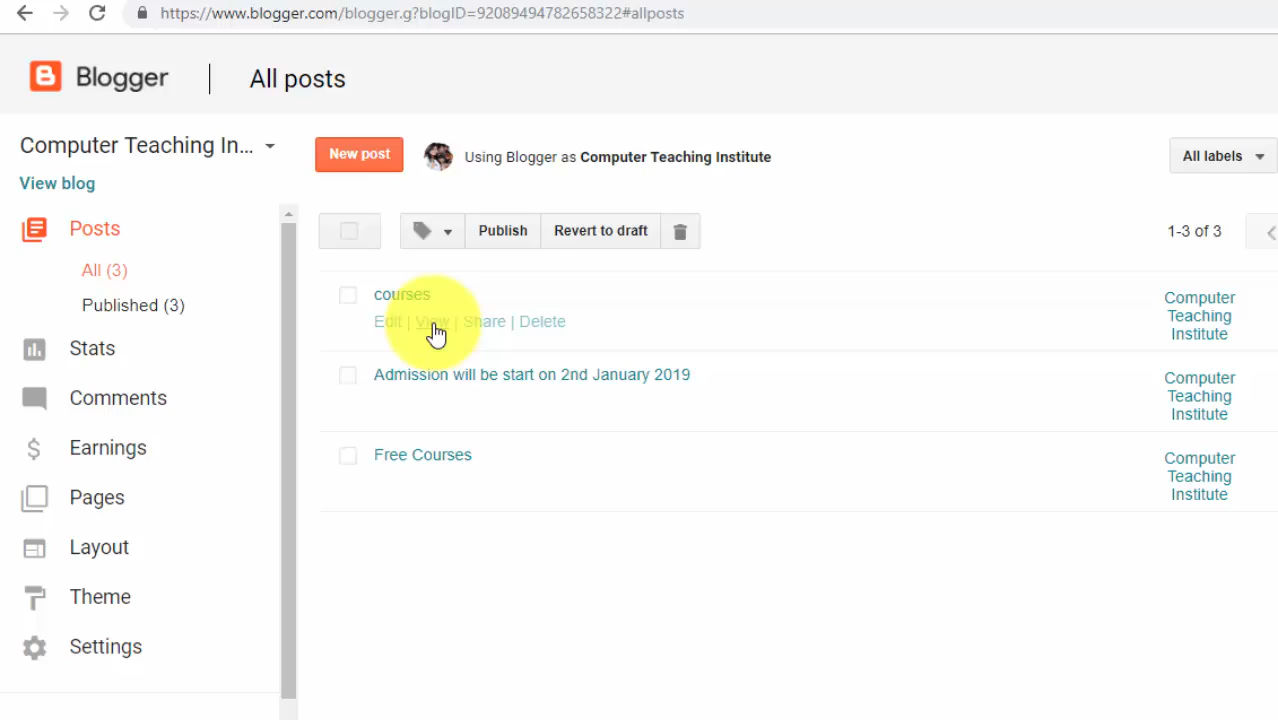 https://www.blogger.com/blogger.g?blogID=92089494782658322#allposts
Blogger
All posts
Computer Teaching In...
View blog
New post
Using Blogger as Computer Teaching Institute
All labels
Posts
All (3)
Published (3)
Stats
Comments
Earnings
Pages
Layout
Theme
Settings
Publish
Revert to draft
1-3 of 3
courses
Edit | View | Share | Delete
Computer
Teaching
Institute
Admission will be start on 2nd January 2019
Computer
Teaching
Institute
Free Courses
Computer
Teaching
Institute